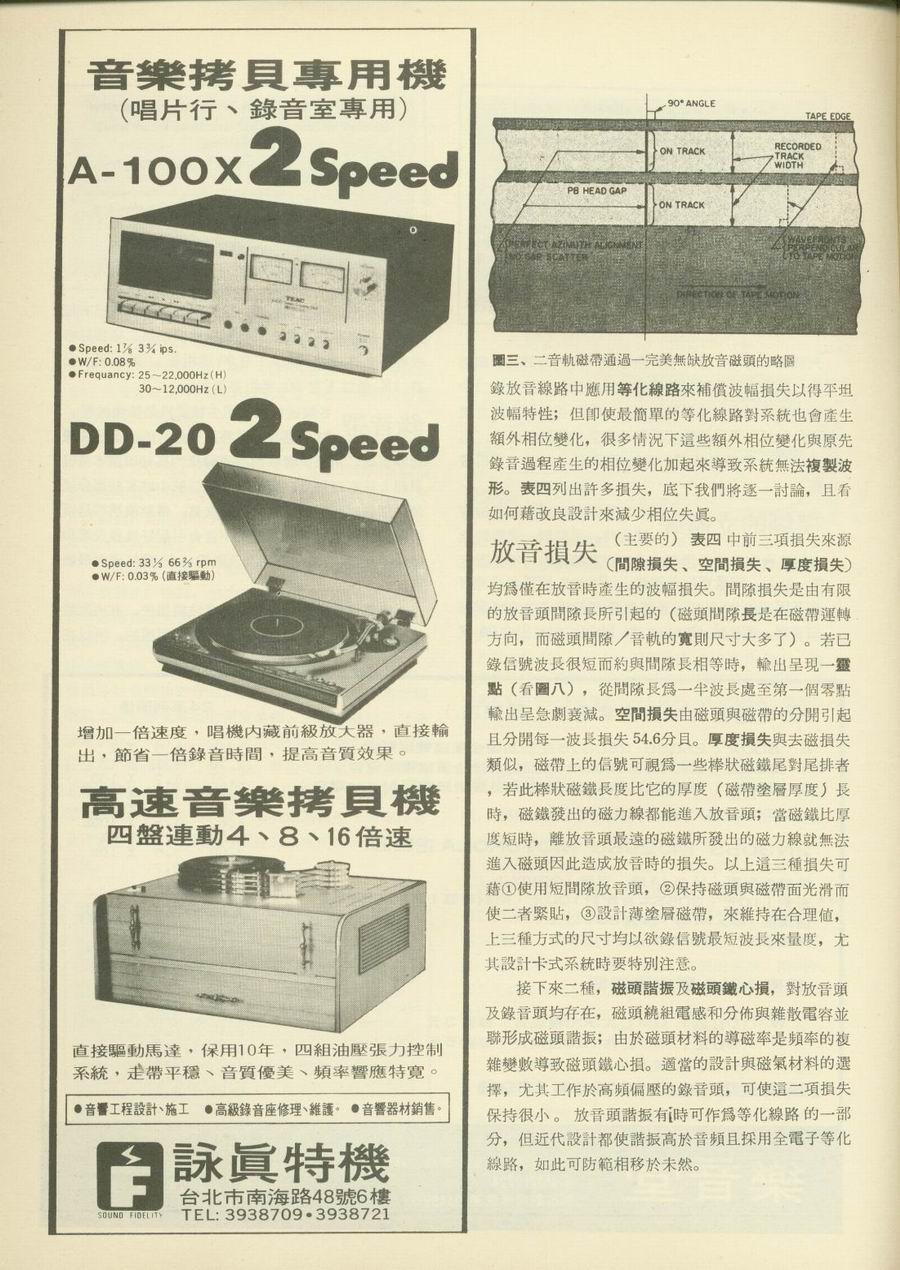 音樂拷貝專用機
(唱片行、錄音室專用)
A-100X 2 Speed
TEAC
●Speed: 1⅞ 3¾ ips.
●W/F: 0.08%
●Frequancy: 25～22,000Hz(H)
30～12,000Hz(L)
DD-20 2 Speed
●Speed: 33⅓ 66⅔ rpm
●W/F: 0.03% (直接驅動)
增加一倍速度，唱機內藏前級放大器，直接輸
出，節省一倍錄音時間，提高音質效果。
高速音樂拷貝機
四盤連動4、8、16倍速
直接驅動馬達，保用10年，四組油壓張力控制
系統，走帶平穩、音質優美、頻率響應特寬。
●音響工程設計、施工 ●高級錄音座修理、維護。 ●音響器材銷售。
SOUND FIDELITY
詠眞特機
台北市南海路48號6樓
TEL: 3938709•3938721
90° ANGLE
TAPE EDGE
ON TRACK
RECORDED
TRACK
WIDTH
PB HEAD GAP
ON TRACK
PERFECT AZIMUTH ALIGNMENT
NO GAP SCATTER
WAVEFRONTS
PERPENDICULAR
TO TAPE MOTION
DIRECTION OF TAPE MOTION
圖三、二音軌磁帶通過一完美無缺放音磁頭的略圖
錄放音線路中應用等化線路來補償波幅損失以得平坦
波幅特性；但卽使最簡單的等化線路對系統也會產生
額外相位變化，很多情況下這些額外相位變化與原先
錄音過程產生的相位變化加起來導致系統無法複製波
形。表四列出許多損失，底下我們將逐一討論，且看
如何藉改良設計來減少相位失眞。
放音損失
（主要的） 表四 中前三項損失來源
（間隙損失、空間損失、厚度損失）
均爲僅在放音時產生的波幅損失。間隙損失是由有限
的放音頭間隙長所引起的（磁頭間隙長是在磁帶運轉
方向，而磁頭間隙／音軌的寬則尺寸大多了）。若已
錄信號波長很短而約與間隙長相等時，輸出呈現一靈
點（看圖八），從間隙長爲一半波長處至第一個零點
輸出呈急劇衰減。空間損失由磁頭與磁帶的分開引起
且分開每一波長損失 54.6分貝。厚度損失與去磁損失
類似，磁帶上的信號可視爲一些棒狀磁鐵尾對尾排者
，若此棒狀磁鐵長度比它的厚度（磁帶塗層厚度）長
時，磁鐵發出的磁力線都能進入放音頭；當磁鐵比厚
度短時，離放音頭最遠的磁鐵所發出的磁力線就無法
進入磁頭因此造成放音時的損失。以上這三種損失可
藉①使用短間隙放音頭，②保持磁頭與磁帶面光滑而
使二者緊貼，③設計薄塗層磁帶，來維持在合理値，
上三種方式的尺寸均以欲錄信號最短波長來量度，尤
其設計卡式系統時要特別注意。
接下來二種，磁頭諧振及磁頭鐵心損，對放音頭
及錄音頭均存在，磁頭繞組電感和分佈與雜散電容並
聯形成磁頭諧振；由於磁頭材料的導磁率是頻率的複
雜變數導致磁頭鐵心損。適當的設計與磁氣材料的選
擇，尤其工作於高頻偏壓的錄音頭，可使這二項損失
保持很小。 放音頭諧振有時可作爲等化線路 的一部
分，但近代設計都使諧振高於音頻且採用全電子等化
線路，如此可防範相移於未然。